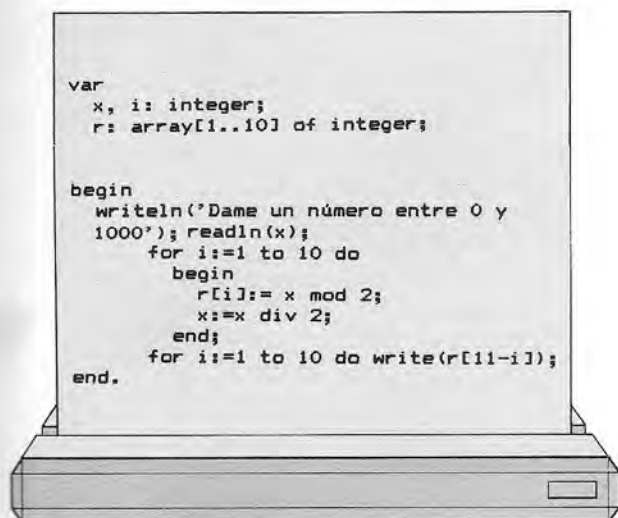 var
x, i: integer;
r: array[1..10] of integer;
begin
writeln('Dame un número entre 0 y
1000'); readln(x);
for i:=1 to 10 do
begin
r[i]:= x mod 2;
x:=x div 2;
end;
for i:=1 to 10 do write(r[11-i]);
end.